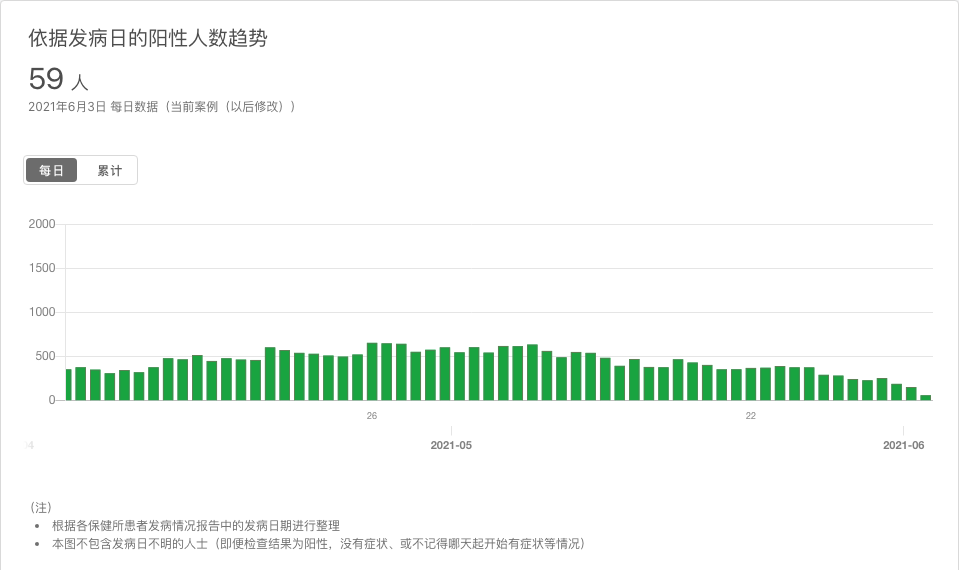 依据发病日的阳性人数趋势
59 人
2021年6月3日 每日数据（当前案例（以后修改））
每日 累计
2000
1500
1000
500
0
26 22
2021-05 2021-06
（注）
• 根据各保健所患者发病情况报告中的发病日期进行整理
• 本图不包含发病日不明的人士（即便检查结果为阳性，没有症状、或不记得哪天起开始有症状等情况）